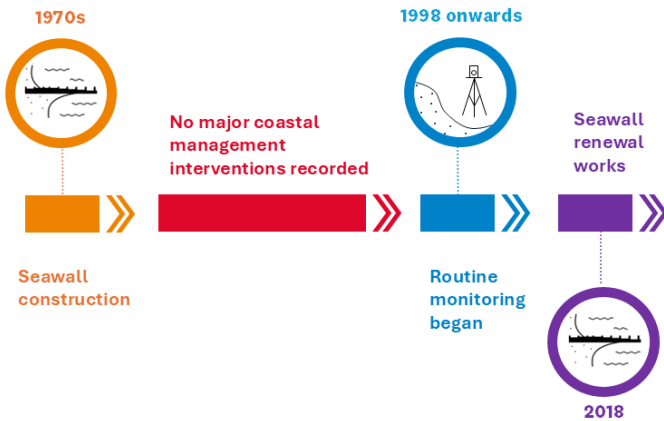 1970s
Seawall
construction
No major coastal
management
interventions recorded
1998 onwards
Routine
monitoring
began
Seawall
renewal
works
2018